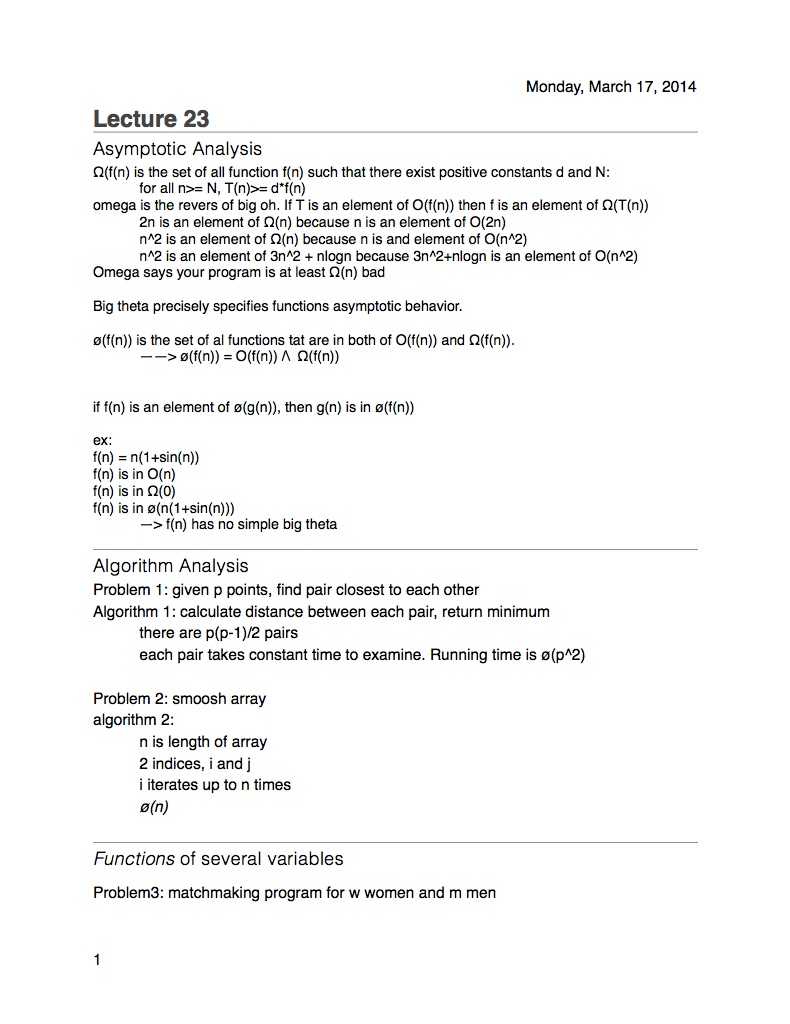 Monday, March 17, 2014
Lecture 23
Asymptotic Analysis
Ω(f(n) is the set of all function f(n) such that there exist positive constants d and N:
for all n>= N, T(n)>= d*f(n)
omega is the revers of big oh. If T is an element of O(f(n)) then f is an element of Ω(T(n))
2n is an element of Ω(n) because n is an element of O(2n)
n^2 is an element of Ω(n) because n is and element of O(n^2)
n^2 is an element of 3n^2 + nlogn because 3n^2+nlogn is an element of O(n^2)
Omega says your program is at least Ω(n) bad
Big theta precisely specifies functions asymptotic behavior.
ø(f(n)) is the set of al functions tat are in both of O(f(n)) and Ω(f(n)).
——> ø(f(n)) = O(f(n)) Λ Ω(f(n))
if f(n) is an element of ø(g(n)), then g(n) is in ø(f(n))
ex:
f(n) = n(1+sin(n))
f(n) is in O(n)
f(n) is in Ω(0)
f(n) is in ø(n(1+sin(n)))
—> f(n) has no simple big theta
Algorithm Analysis
Problem 1: given p points, find pair closest to each other
Algorithm 1: calculate distance between each pair, return minimum
there are p(p-1)/2 pairs
each pair takes constant time to examine. Running time is ø(p^2)
Problem 2: smoosh array
algorithm 2:
n is length of array
2 indices, i and j
i iterates up to n times
ø(n)
Functions of several variables
Problem3: matchmaking program for w women and m men
1